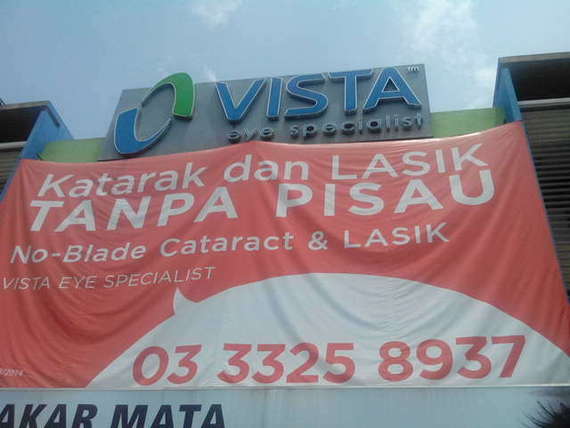 VISTA™
eye specialist
Katarak dan LASIK
TANPA PISAU
No-Blade Cataract & LASIK
VISTA EYE SPECIALIST
03 3325 8937
AKAR MATA